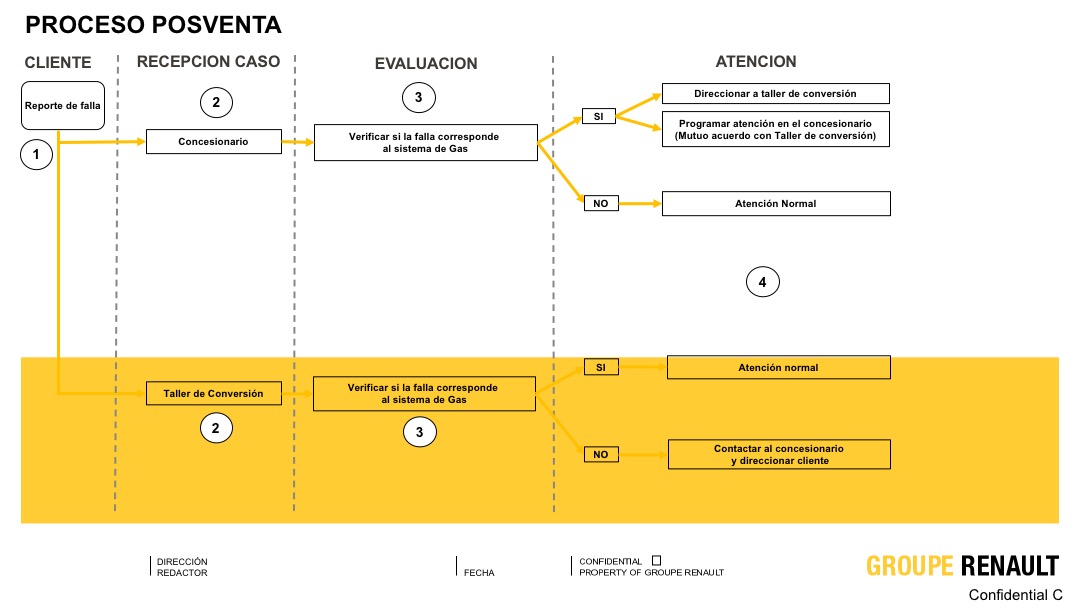 PROCESO POSVENTA
CLIENTE
RECEPCION CASO
EVALUACION
ATENCION
Reporte de falla
1
2
Concesionario
3
Verificar si la falla corresponde
al sistema de Gas
SI
Direccionar a taller de conversión
Programar atención en el concesionario
(Mutuo acuerdo con Taller de conversión)
NO
Atención Normal
4
Taller de Conversión
2
Verificar si la falla corresponde
al sistema de Gas
3
SI
Atención normal
NO
Contactar al concesionario
y direccionar cliente
DIRECCIÓN
REDACTOR
FECHA
CONFIDENTIAL
PROPERTY OF GROUPE RENAULT
GROUPE RENAULT
Confidential C